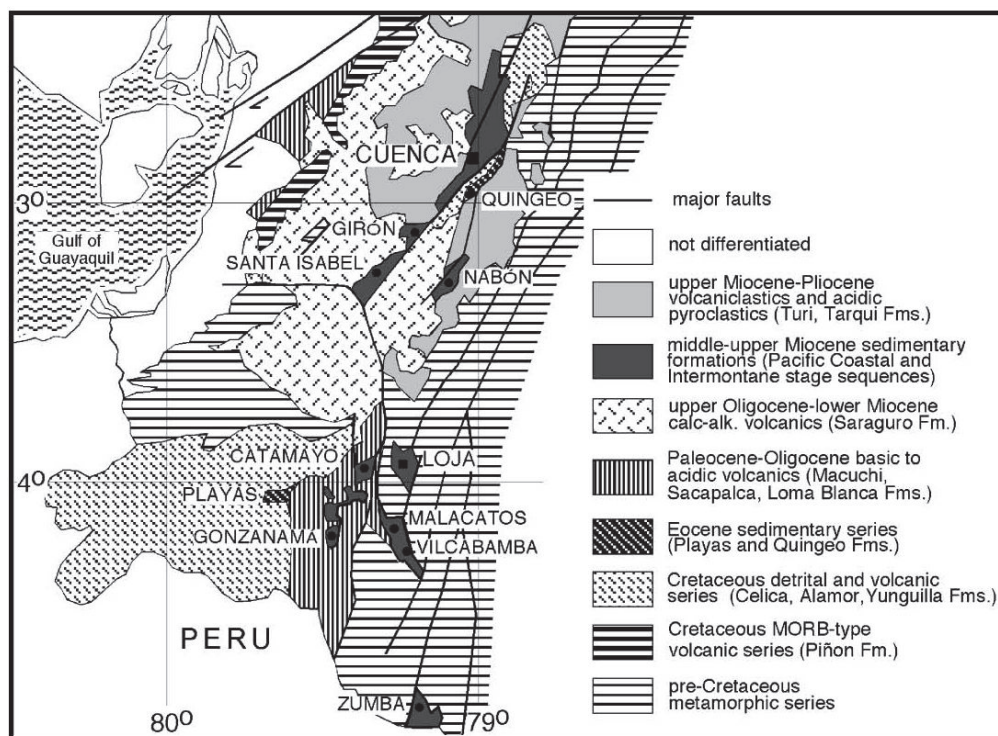 CUENCA
3º
QUINGEO
Gulf of
Guayaquil
GIRÓN
SANTA ISABEL
NABÓN
CATAMAYO
LOJA
4º
PLAYAS
MALACATOS
GONZANAMA
VILCABAMBA
PERU
ZUMBA
80º
79º
major faults
not differentiated
upper Miocene-Pliocene
volcaniclastics and acidic
pyroclastics (Turi, Tarqui Fms.)
middle-upper Miocene sedimentary
formations (Pacific Coastal and
Intermontane stage sequences)
upper Oligocene-lower Miocene
calc-alk. volcanics (Saraguro Fm.)
Paleocene-Oligocene basic to
acidic volcanics (Macuchi,
Sacapalca, Loma Blanca Fms.)
Eocene sedimentary series
(Playas and Quingeo Fms.)
Cretaceous detrital and volcanic
series (Celica, Alamor,Yunguilla Fms.)
Cretaceous MORB-type
volcanic series (Piñon Fm.)
pre-Cretaceous
metamorphic series